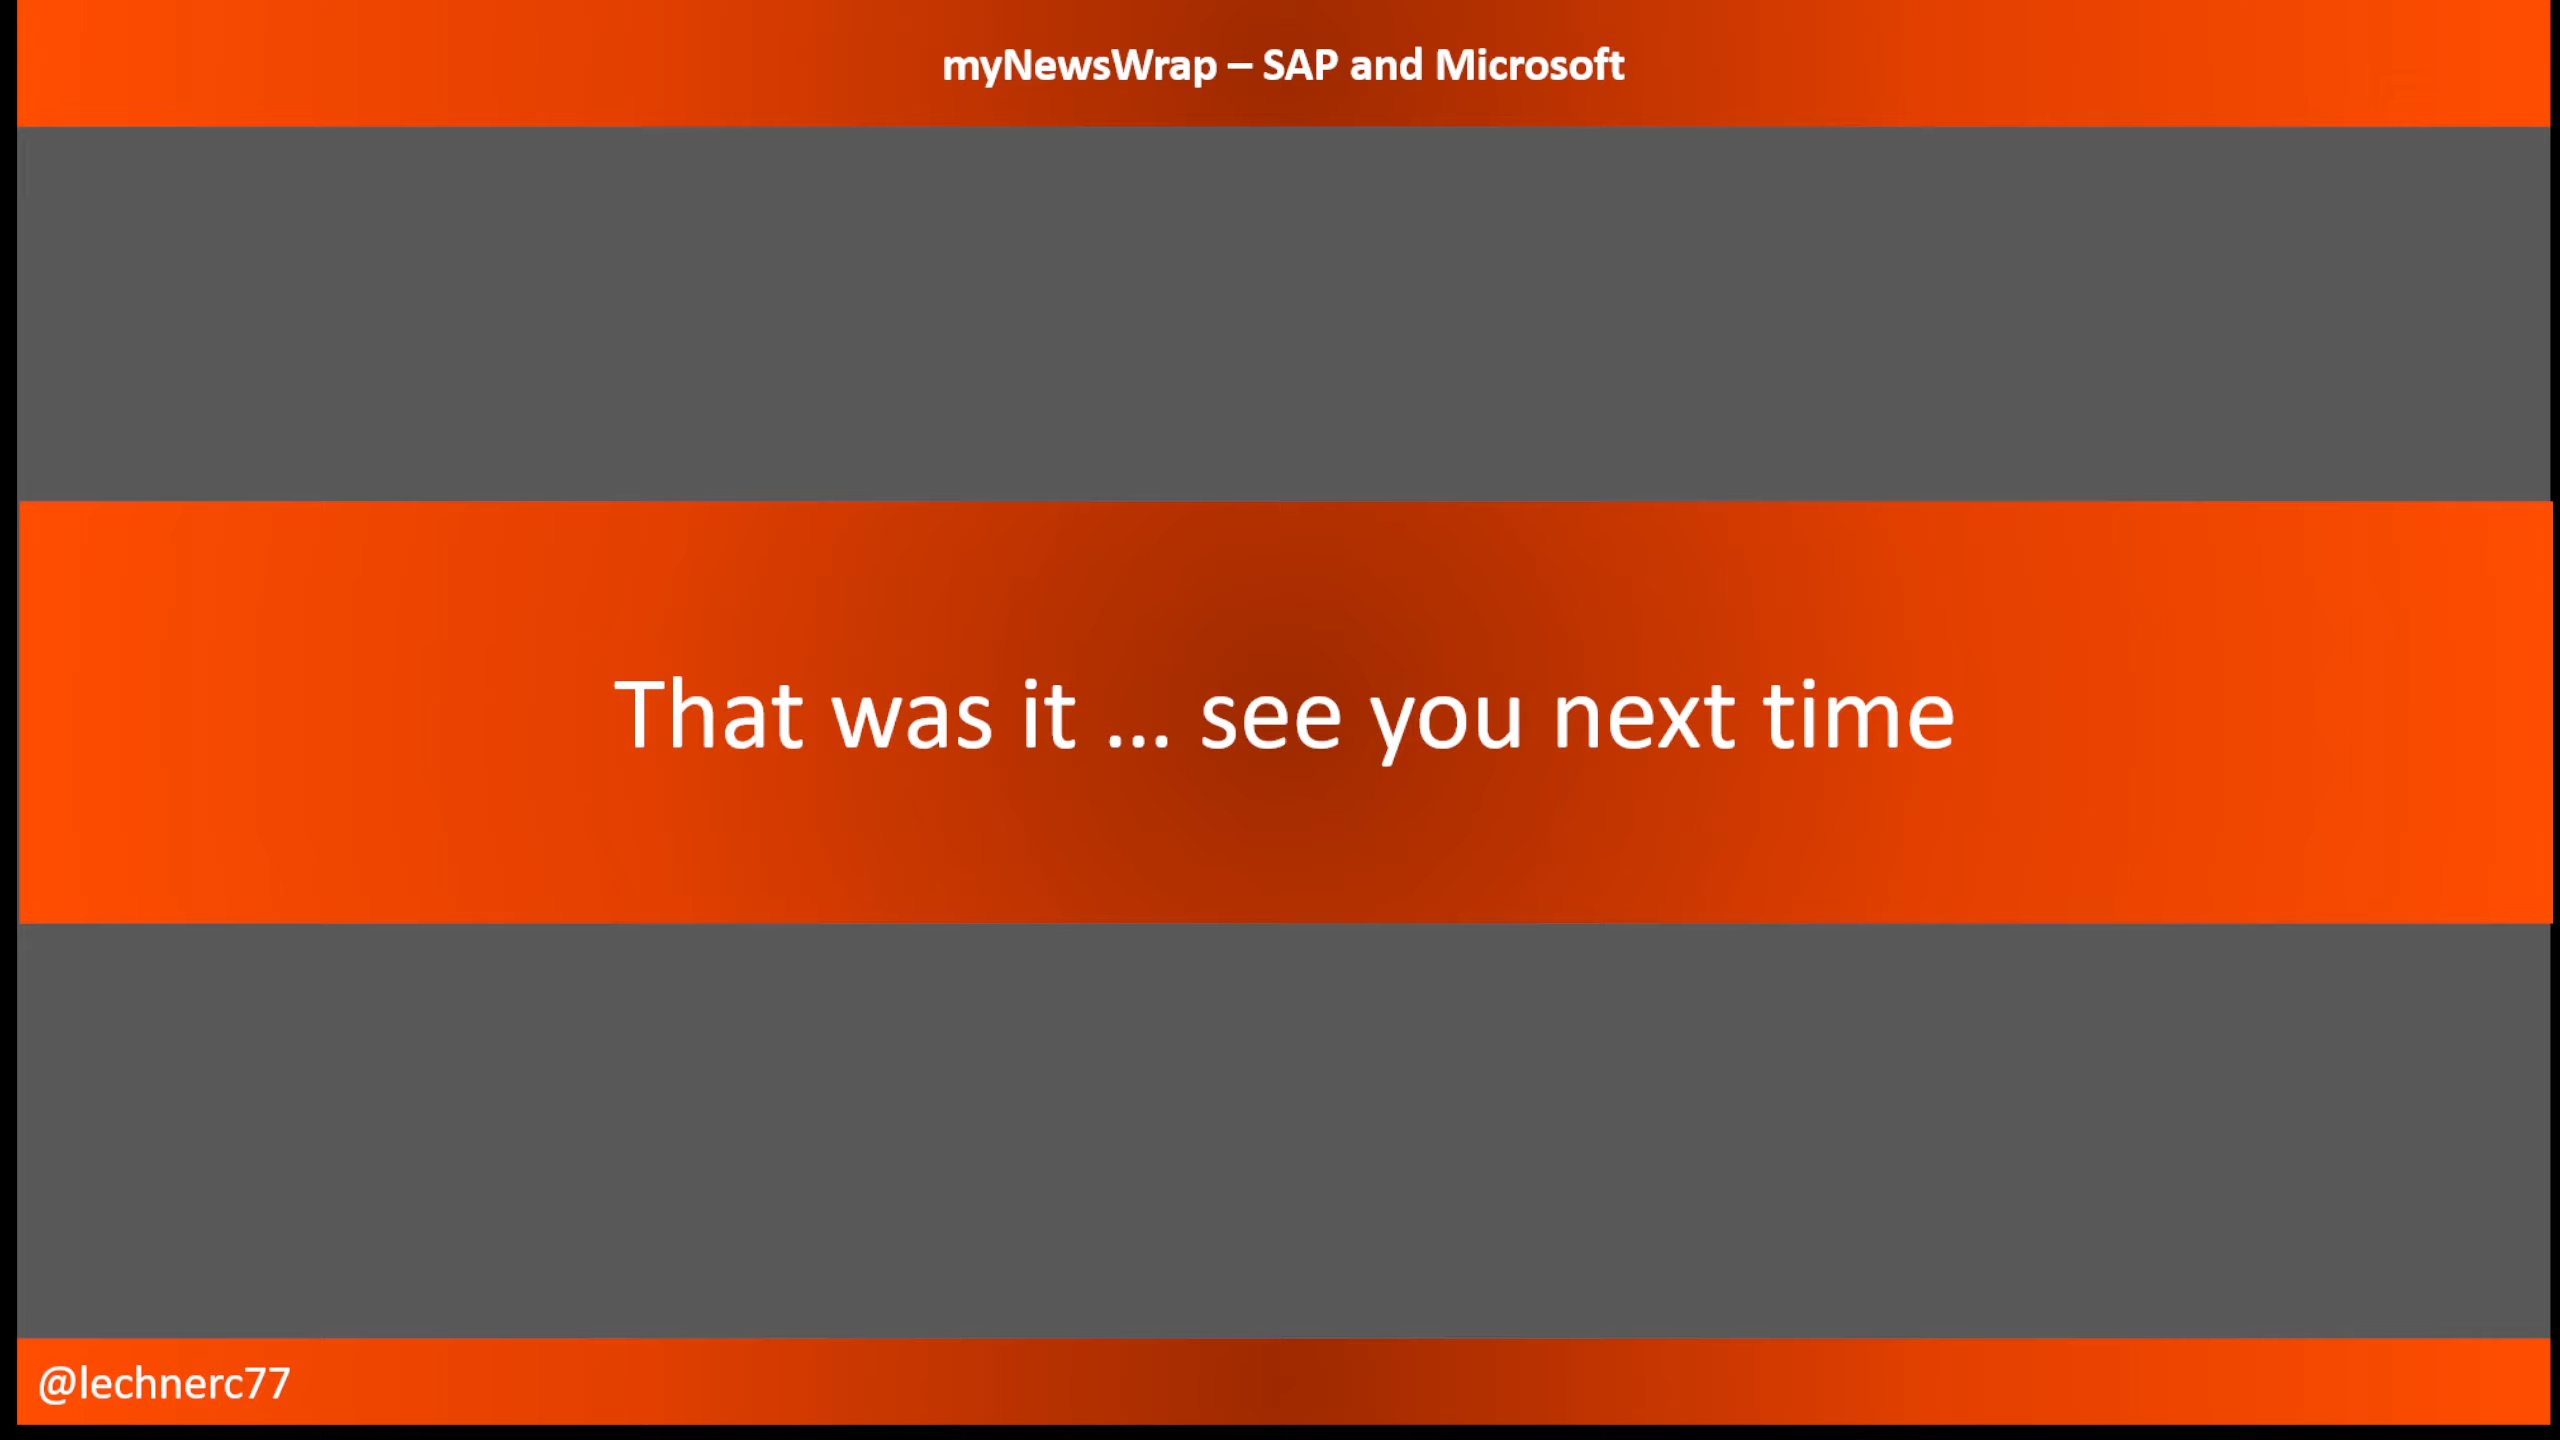 myNewsWrap – SAP and Microsoft
That was it ... see you next time
@lechnerc77